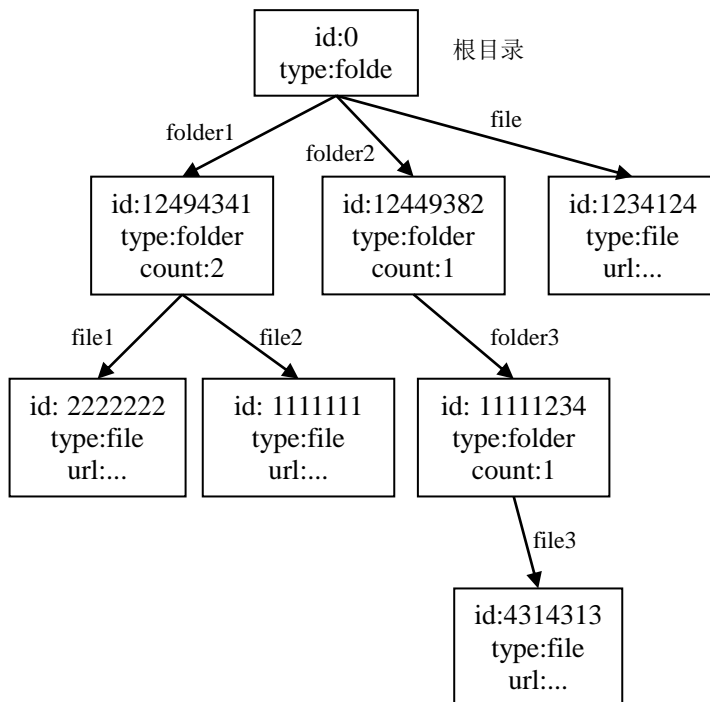 id:0
type:folde
根目录
folder1
folder2
file
id:12494341
type:folder
count:2
id:12449382
type:folder
count:1
id:1234124
type:file
url:...
file1
file2
folder3
id: 2222222
type:file
url:...
id: 1111111
type:file
url:...
id: 11111234
type:folder
count:1
file3
id:4314313
type:file
url:...